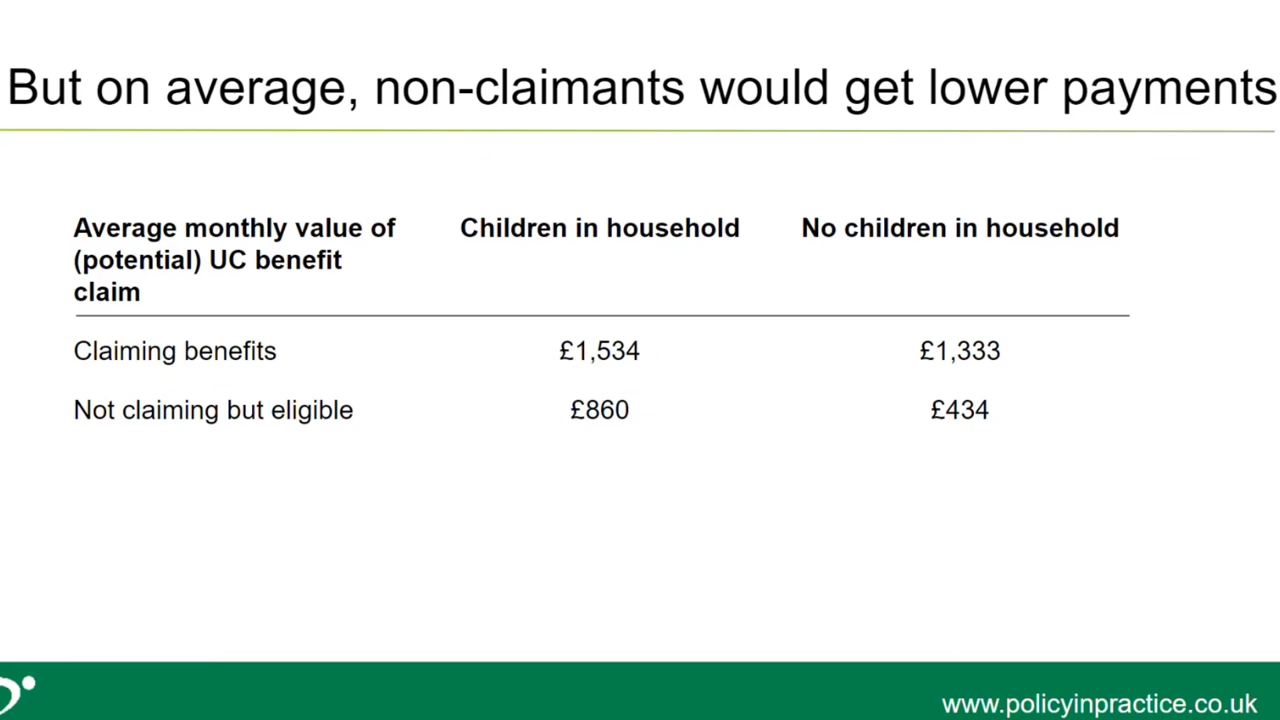 But on average, non-claimants would get lower payments
Average monthly value of
(potential) UC benefit
claim
Children in household
No children in household
Claiming benefits £1,534 £1,333
Not claiming but eligible £860 £434
www.policyinpractice.co.uk